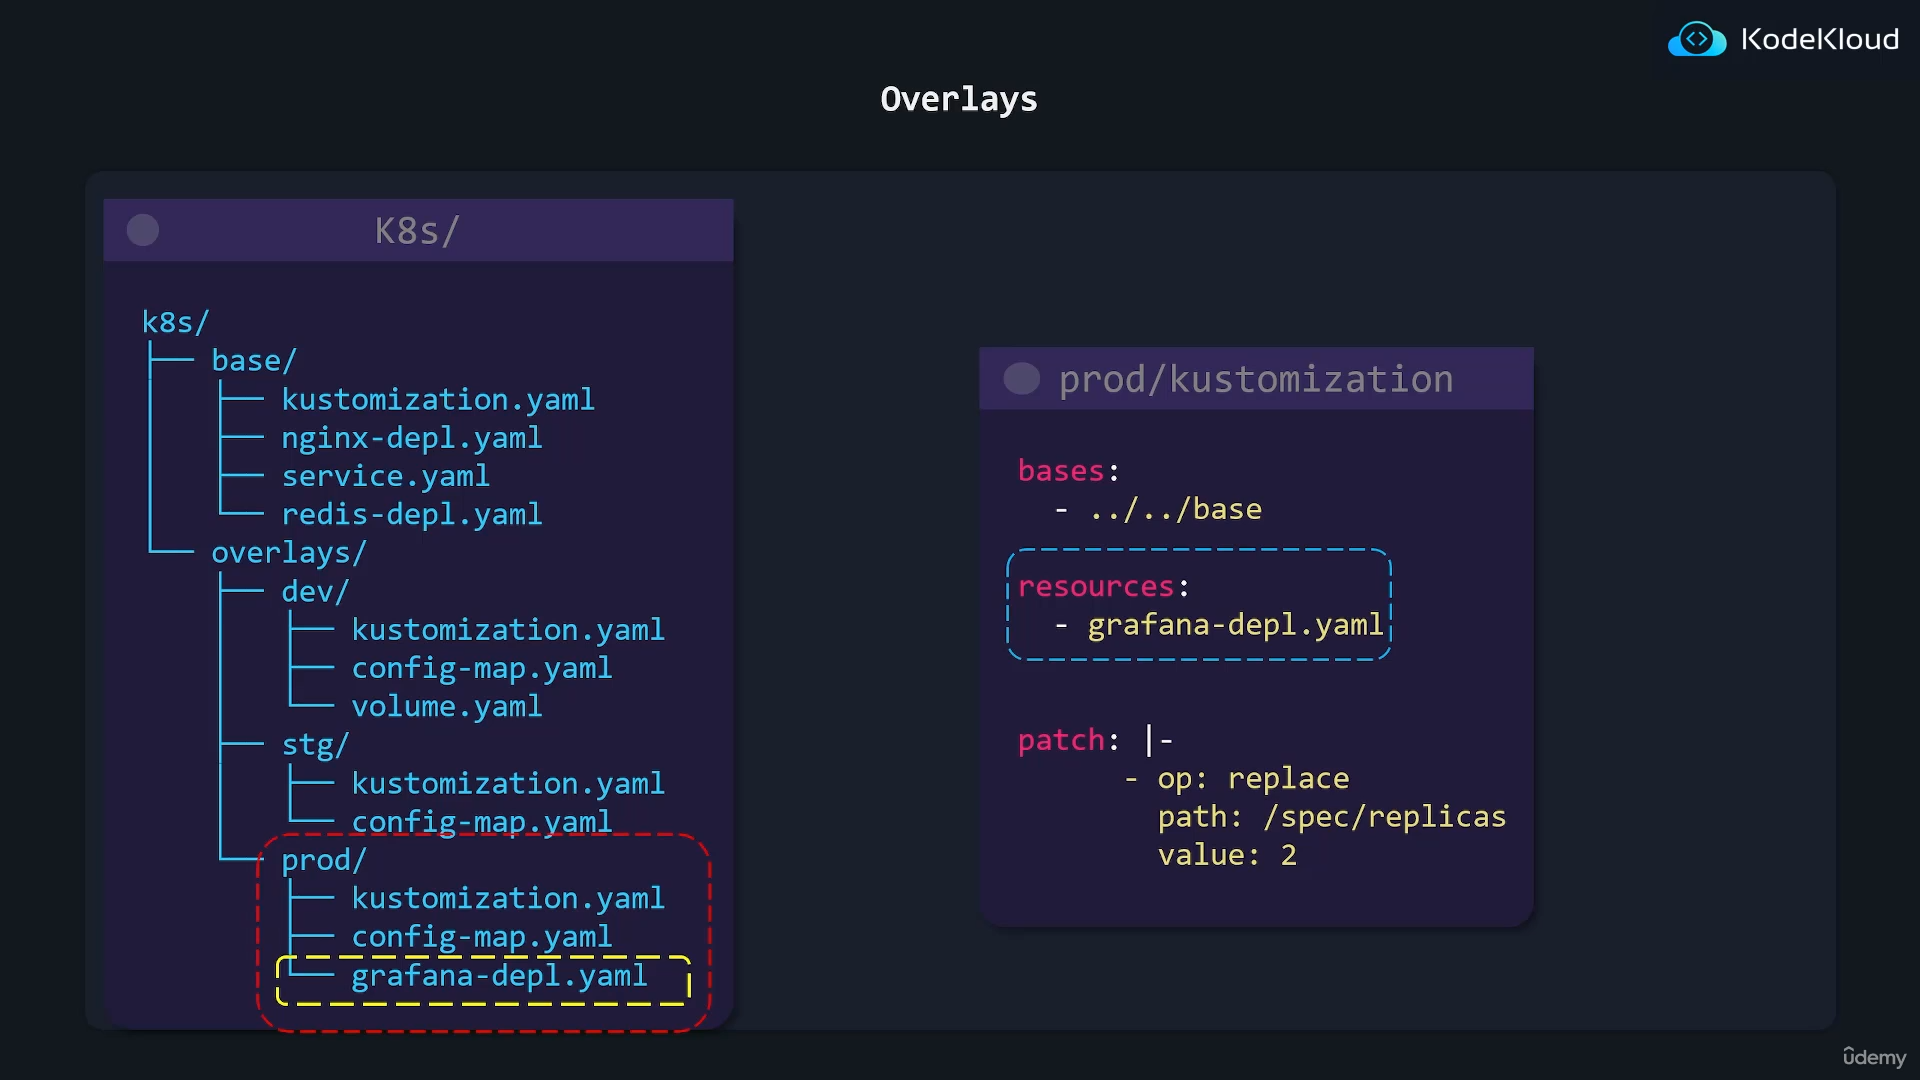 KodeKloud
Overlays
K8s/
k8s/
base/
kustomization.yaml
nginx-depl.yaml
service.yaml
redis-depl.yaml
overlays/
dev/
kustomization.yaml
config-map.yaml
volume.yaml
stg/
kustomization.yaml
config-map.yaml
prod/
kustomization.yaml
config-map.yaml
grafana-depl.yaml
prod/kustomization
bases:
- ../../base
resources:
- grafana-depl.yaml
patch: |-
- op: replace
path: /spec/replicas
value: 2
ûdemy